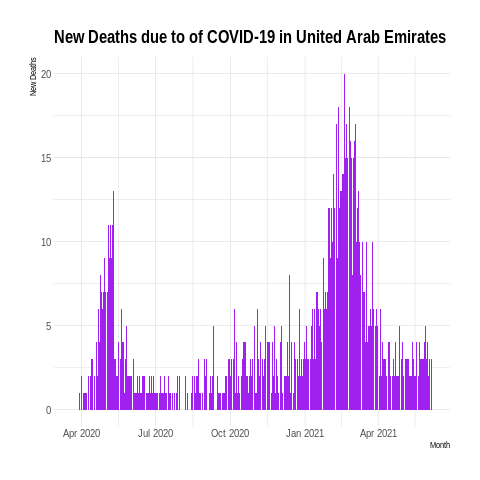 New Deaths due to of COVID-19 in United Arab Emirates
New Deaths
20
15
10
5
0
Apr 2020 Jul 2020 Oct 2020 Jan 2021 Apr 2021
Month